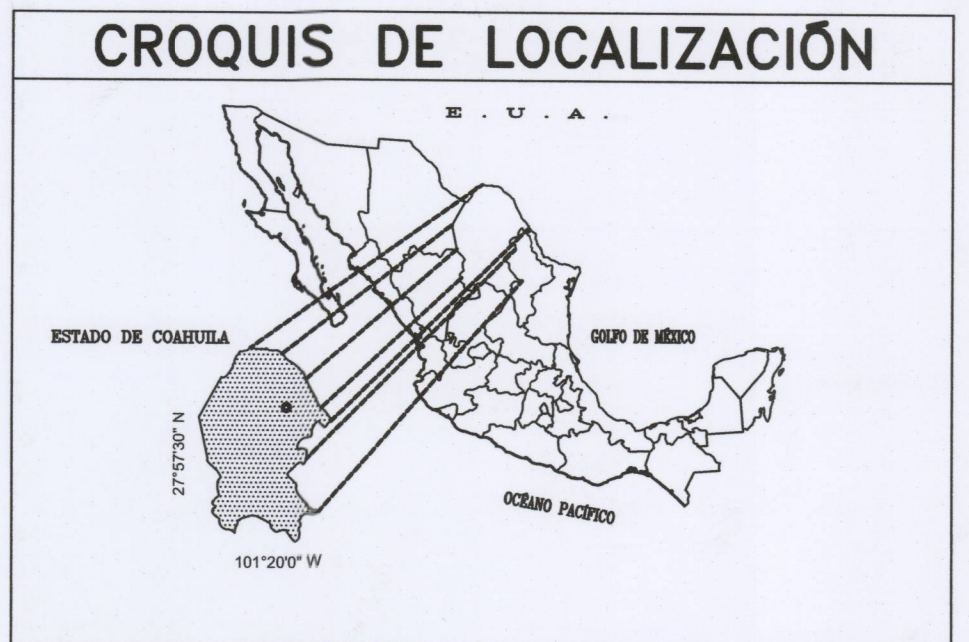 CROQUIS DE LOCALIZACIÓN
E . U . A .
ESTADO DE COAHUILA
GOLFO DE MÉXICO
27°57'30" N
OCÉANO PACÍFICO
101°20'0" W